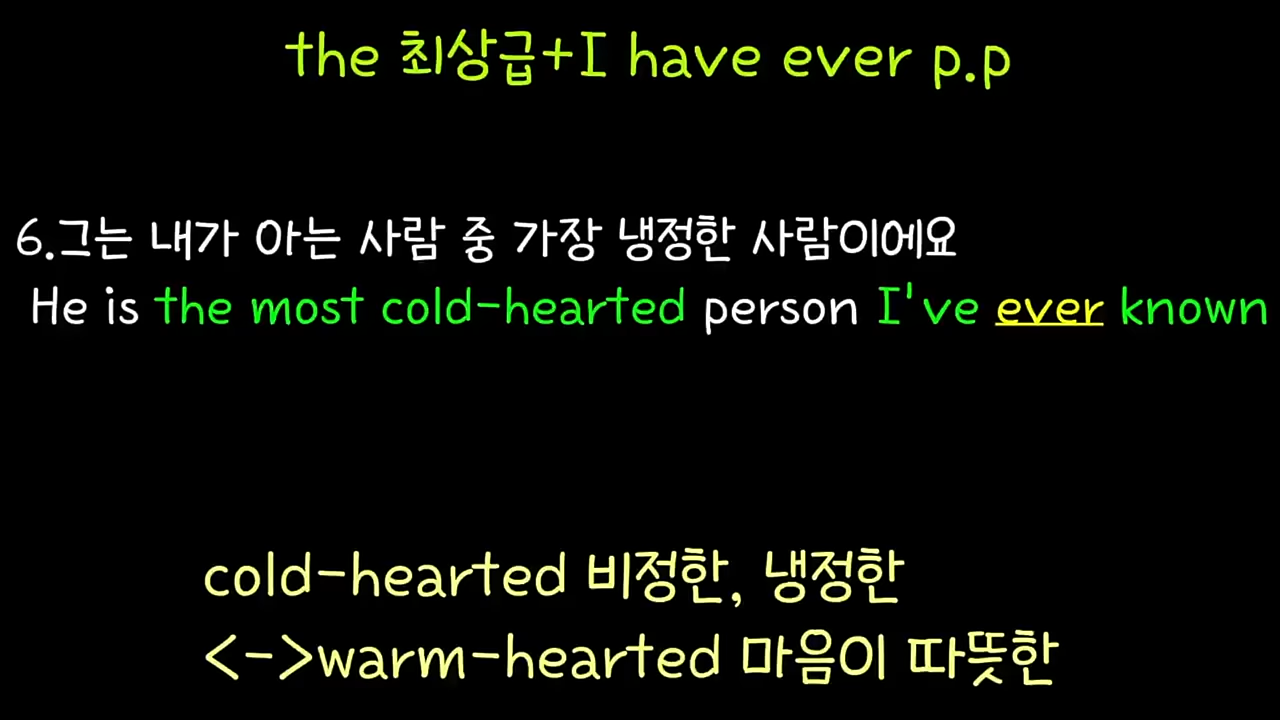 the 최상급+I have ever p.p
6.그는 내가 아는 사람 중 가장 냉정한 사람이에요
He is the most cold-hearted person I've ever known
cold-hearted 비정한, 냉정한
<->warm-hearted 마음이 따뜻한